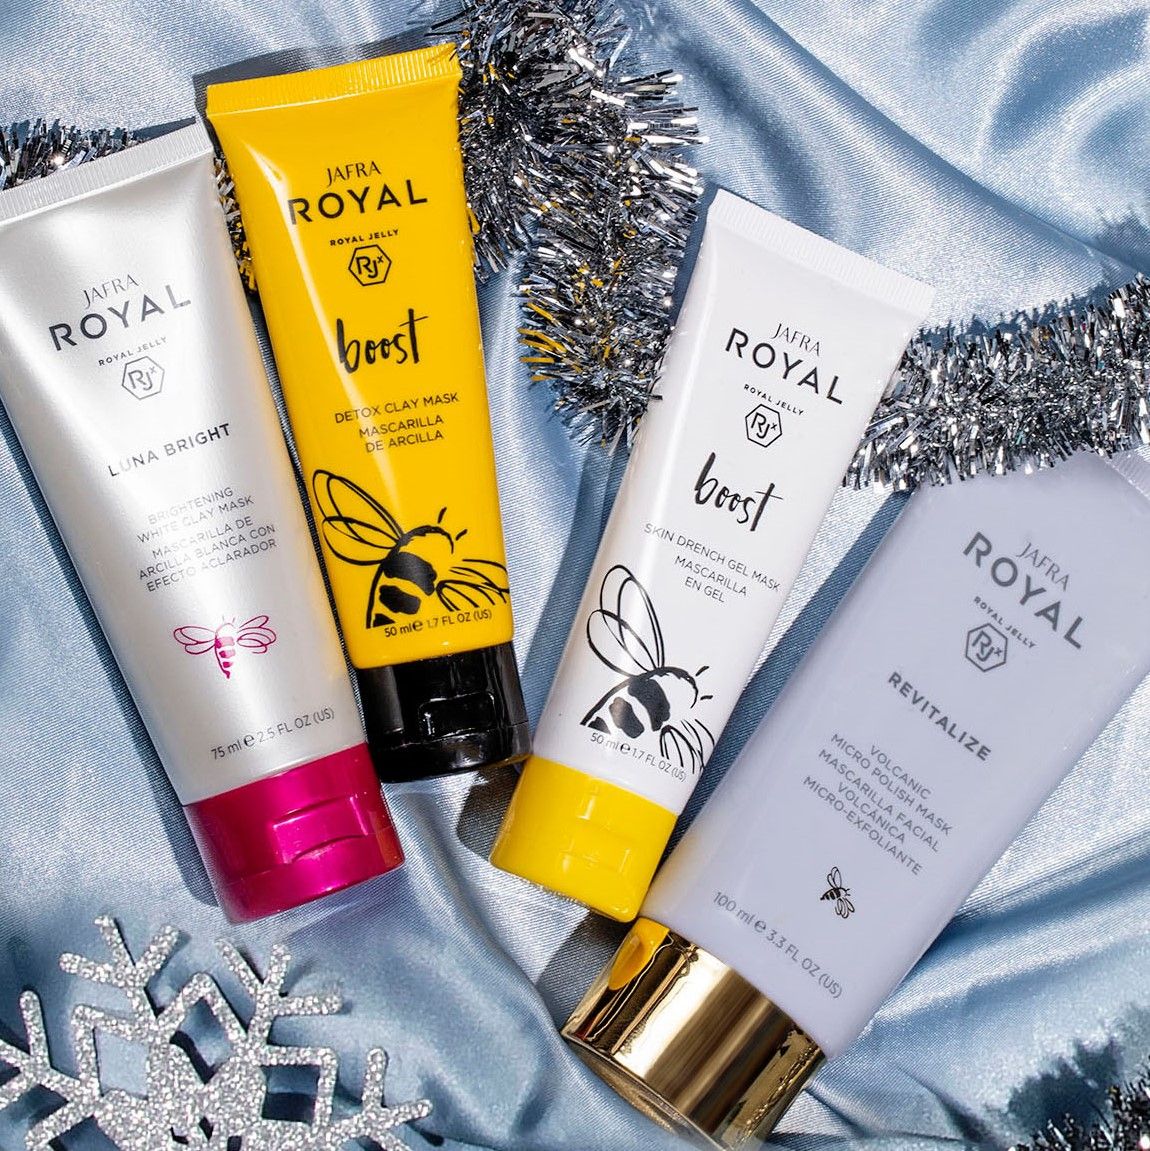 JAFRA
ROYAL
ROYAL JELLY
RJx
LUNA BRIGHT
BRIGHTENING
WHITE CLAY MASK
MASCARILLA DE
ARCILLA BLANCA CON
EFECTO ACLARADOR
75 ml e 2.5 FL OZ (US)
JAFRA
ROYAL
ROYAL JELLY
RJx
boost
DETOX CLAY MASK
MASCARILLA
DE ARCILLA
50 ml e 1.7 FL OZ (US)
JAFRA
ROYAL
ROYAL JELLY
RJx
boost
SKIN DRENCH GEL MASK
MASCARILLA
EN GEL
50 ml e 1.7 FL OZ (US)
JAFRA
ROYAL
ROYAL JELLY
RJx
REVITALIZE
VOLCANIC
MICRO POLISH MASK
MASCARILLA FACIAL
VOLCÁNICA
MICRO-EXFOLIANTE
100 ml e 3.3 FL OZ (US)